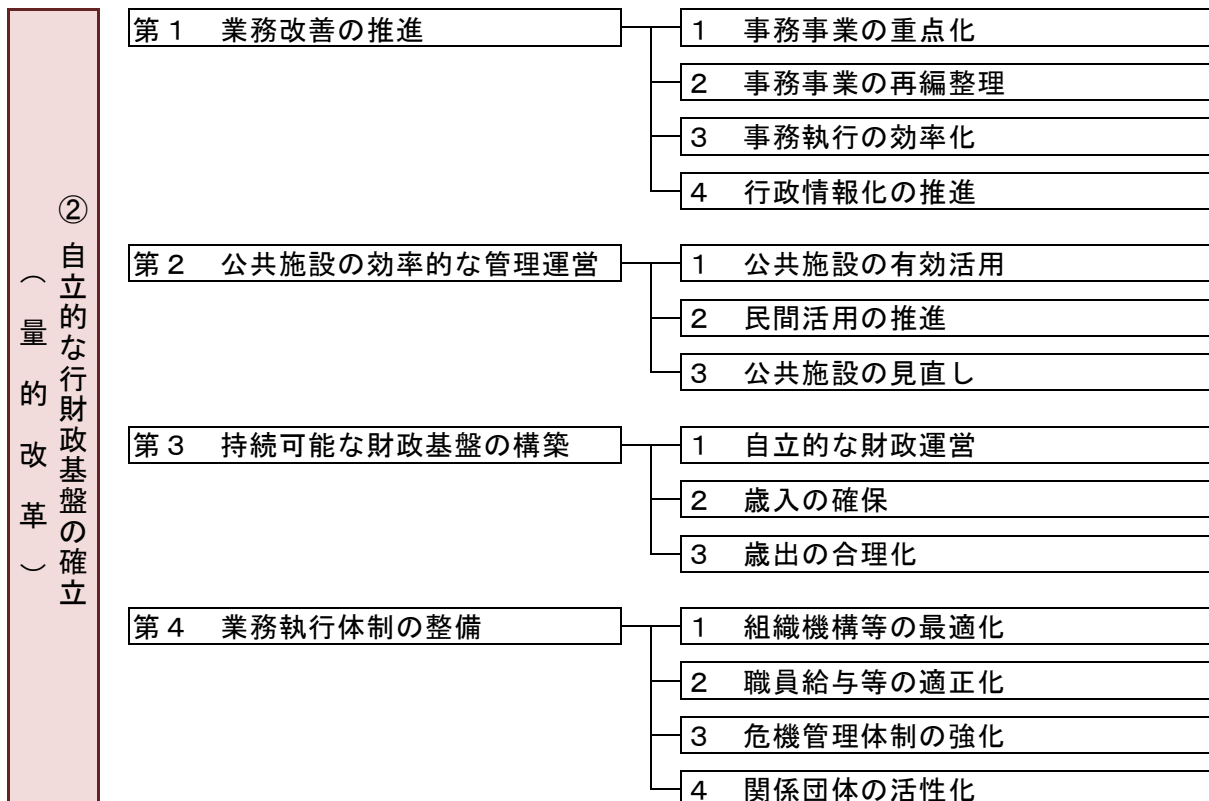 ② 自立的な行財政基盤の確立
（量的改革）
第１　業務改善の推進
１　事務事業の重点化
２　事務事業の再編整理
３　事務執行の効率化
４　行政情報化の推進
第２　公共施設の効率的な管理運営
１　公共施設の有効活用
２　民間活用の推進
３　公共施設の見直し
第３　持続可能な財政基盤の構築
１　自立的な財政運営
２　歳入の確保
３　歳出の合理化
第４　業務執行体制の整備
１　組織機構等の最適化
２　職員給与等の適正化
３　危機管理体制の強化
４　関係団体の活性化